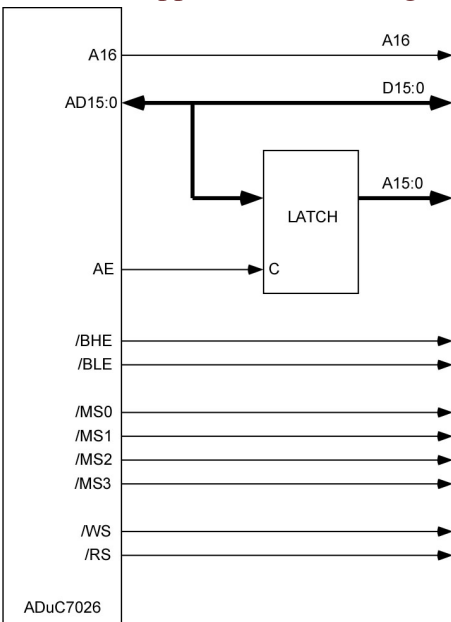 A16
A16
D15:0
AD15:0
A15:0
LATCH
AE
C
/BHE
/BLE
/MS0
/MS1
/MS2
/MS3
/WS
/RS
ADuC7026